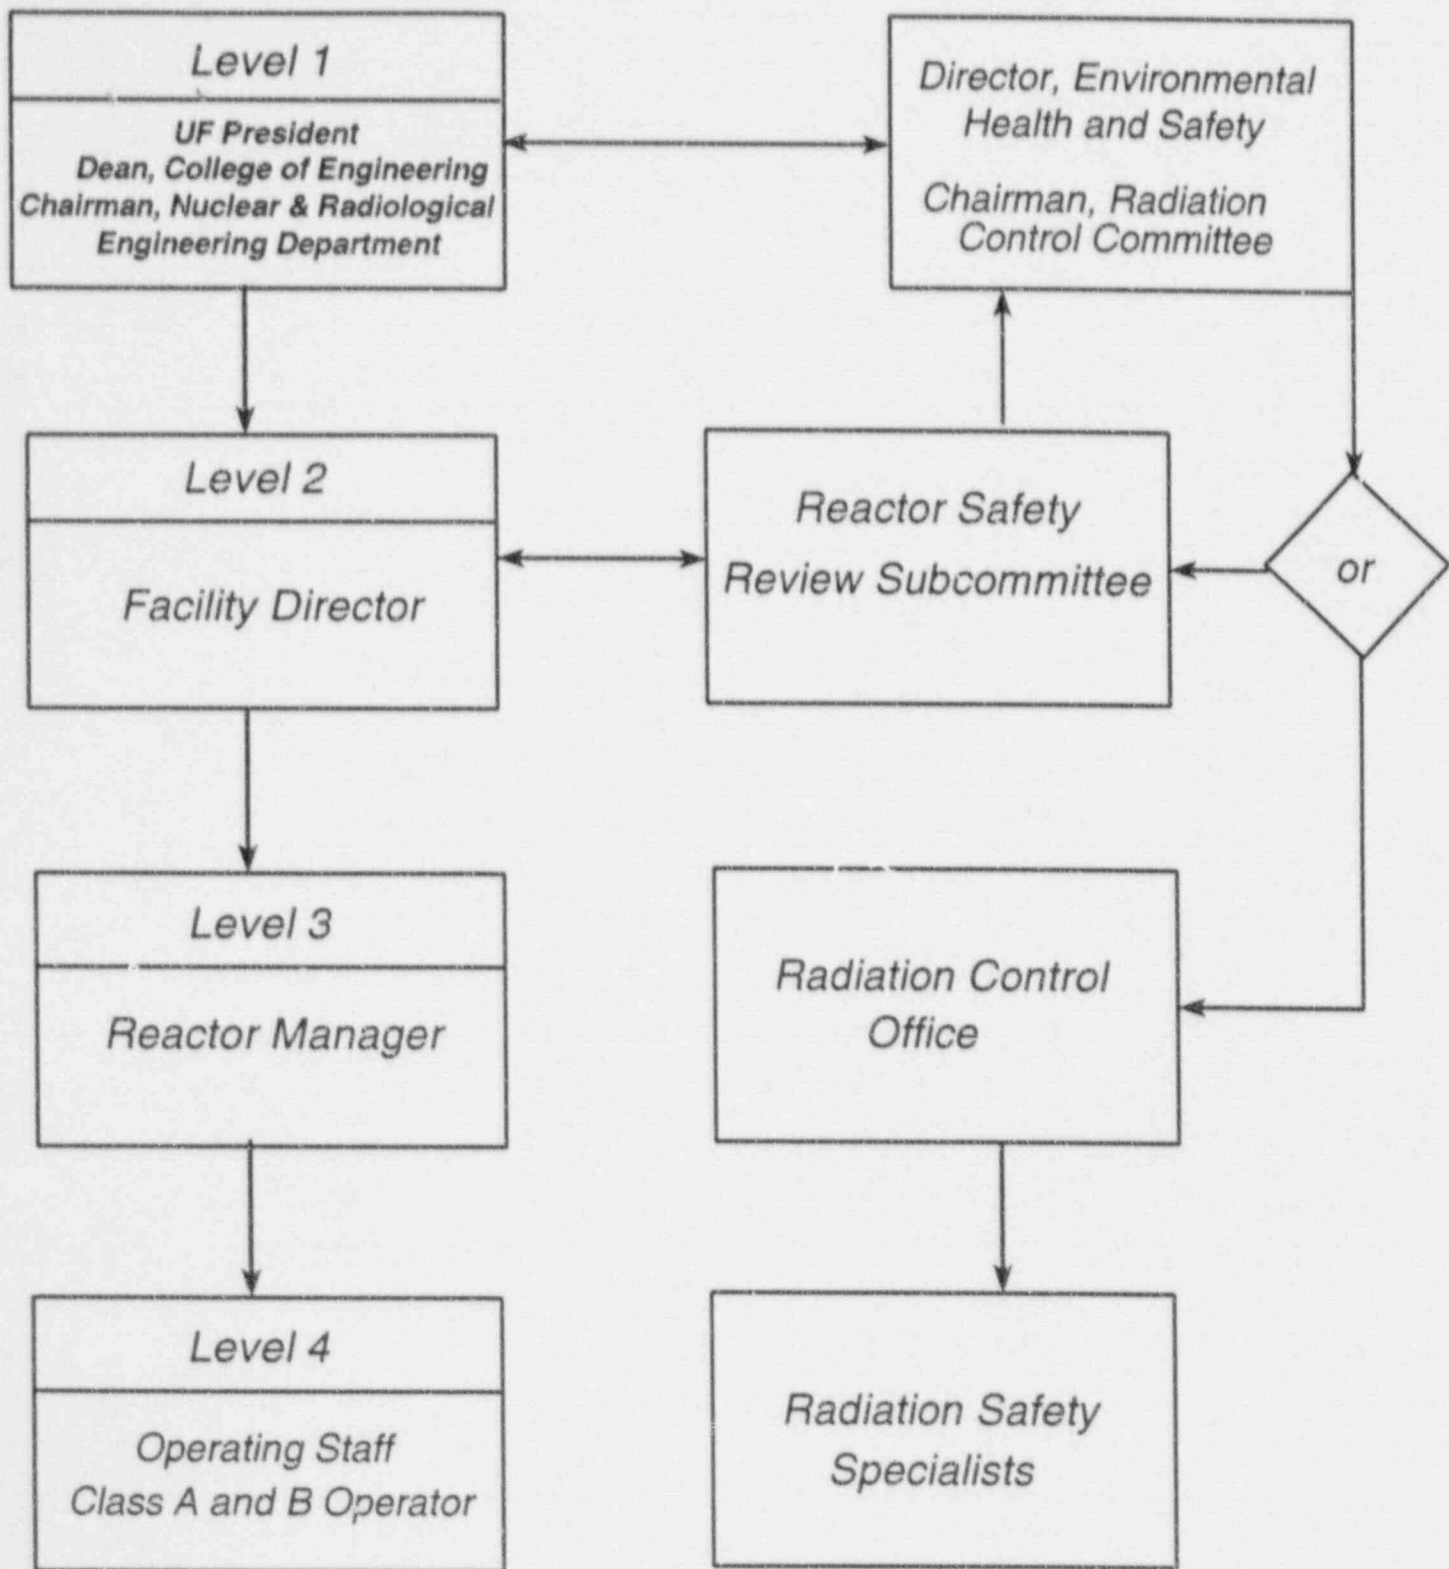 Level 1
UF President
Dean, College of Engineering
Chairman, Nuclear & Radiological
Engineering Department
Director, Environmental
Health and Safety
Chairman, Radiation
Control Committee
Level 2
Facility Director
Reactor Safety
Review Subcommittee
or
Level 3
Reactor Manager
Radiation Control
Office
Level 4
Operating Staff
Class A and B Operator
Radiation Safety
Specialists